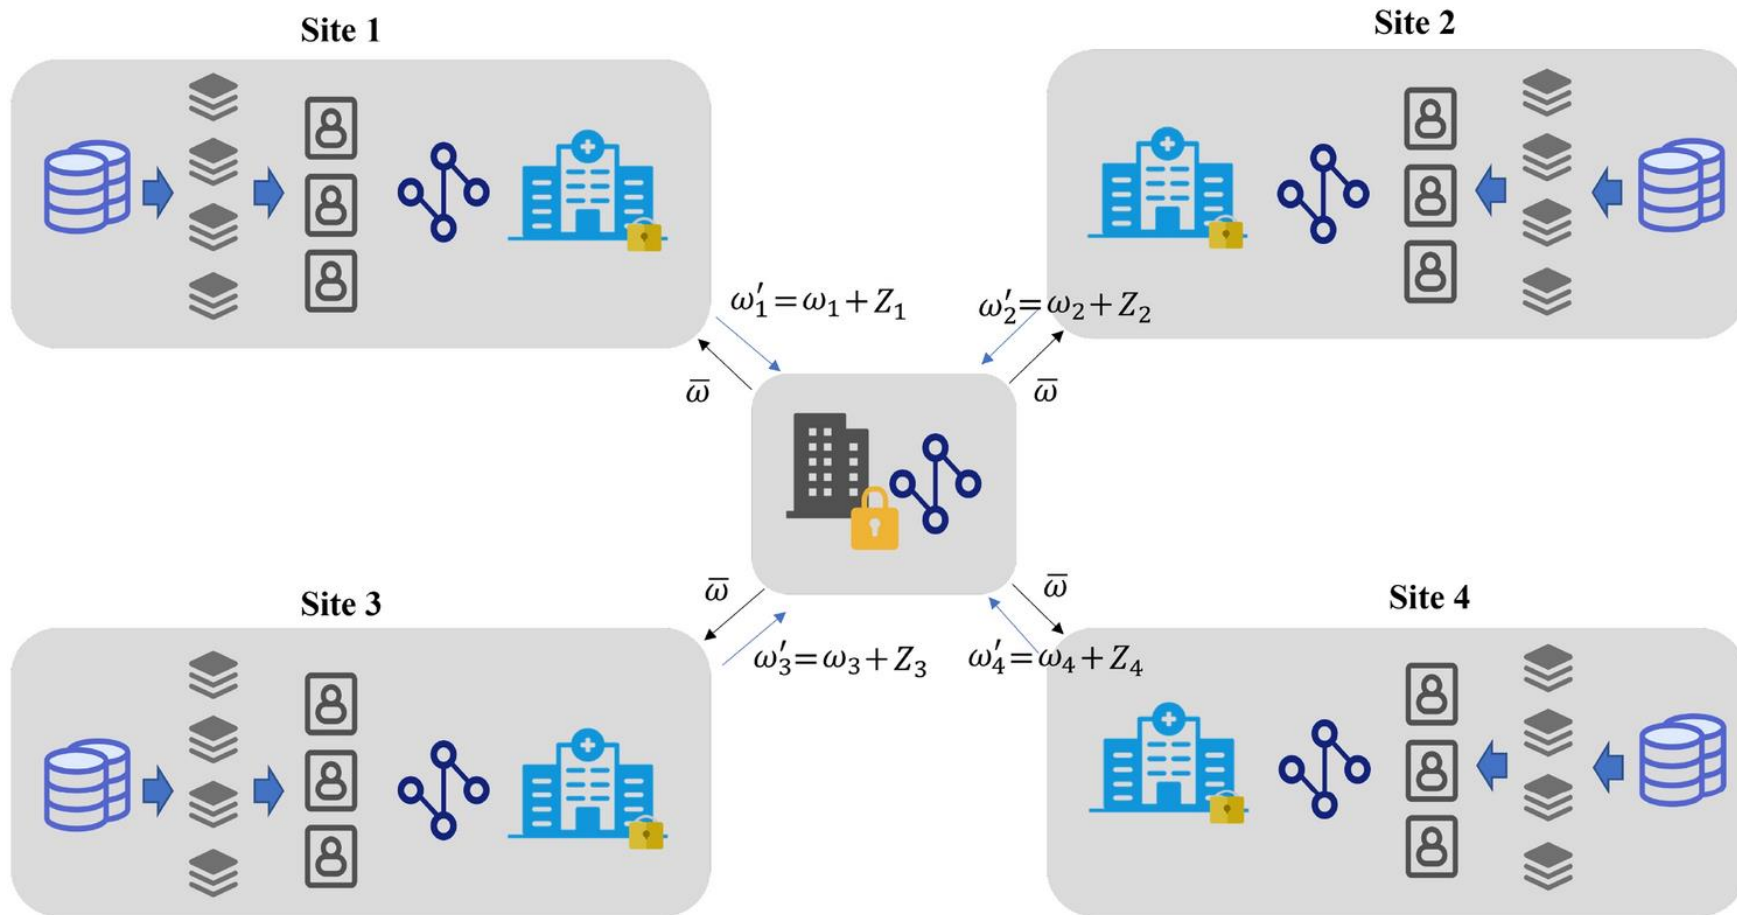 Site 1
Site 2
ω′₁=ω₁+Z₁
ω′₂=ω₂+Z₂
ω̅
ω̅
ω̅
ω̅
Site 3
Site 4
ω′₃=ω₃+Z₃
ω′₄=ω₄+Z₄